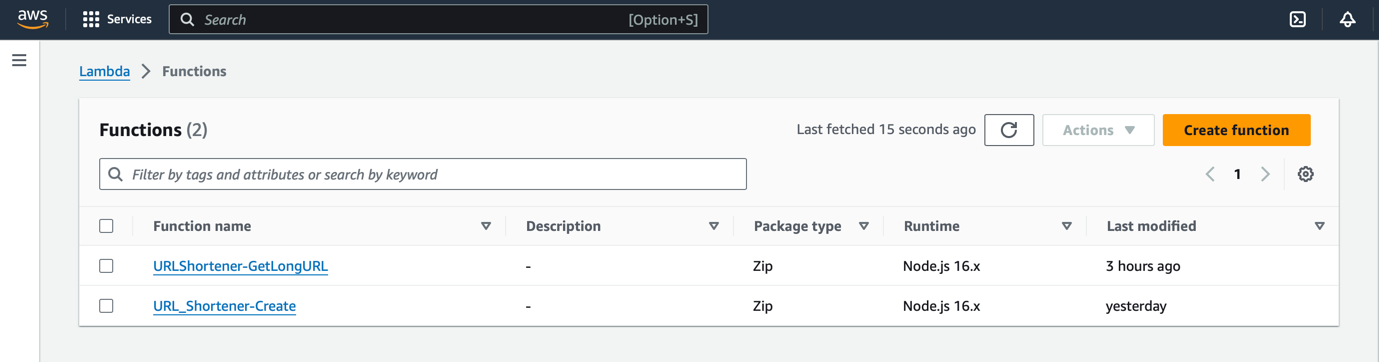 aws Services Search [Option+S]
Lambda Functions
Functions (2) Last fetched 15 seconds ago Actions Create function
Filter by tags and attributes or search by keyword 1
Function name Description Package type Runtime Last modified
URLShortener-GetLongURL - Zip Node.js 16.x 3 hours ago
URL_Shortener-Create - Zip Node.js 16.x yesterday